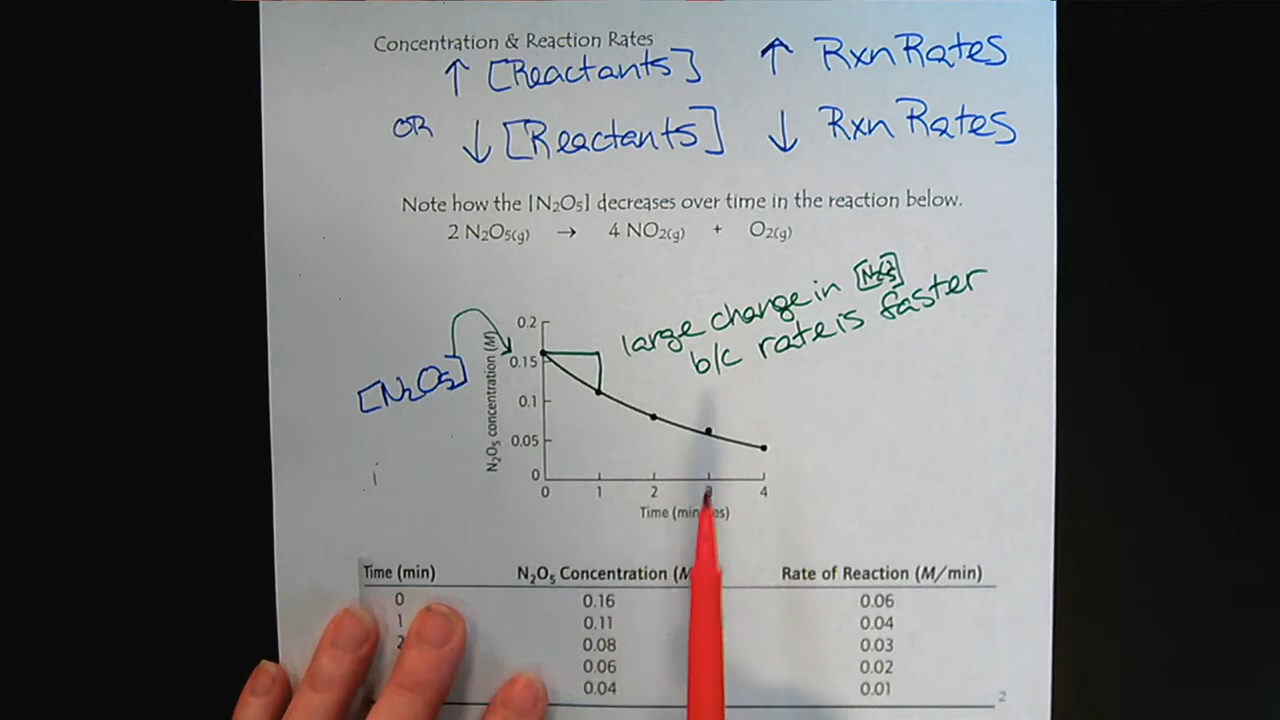 Concentration & Reaction Rates
↑ [Reactants] ↑ Rxn Rates
OR ↓ [Reactants] ↓ Rxn Rates
Note how the [N2O5] decreases over time in the reaction below.
2 N2O5(g) → 4 NO2(g) + O2(g)
large change in [N2O5]
b/c rate is faster
[N2O5]
N2O5 concentration (M)
0.2
0.15
0.1
0.05
0
0 1 2 3 4
Time (minutes)
Time (min) N2O5 Concentration (M Rate of Reaction (M/min)
0 0.16 0.06
1 0.11 0.04
2 0.08 0.03
0.06 0.02
0.04 0.01
2